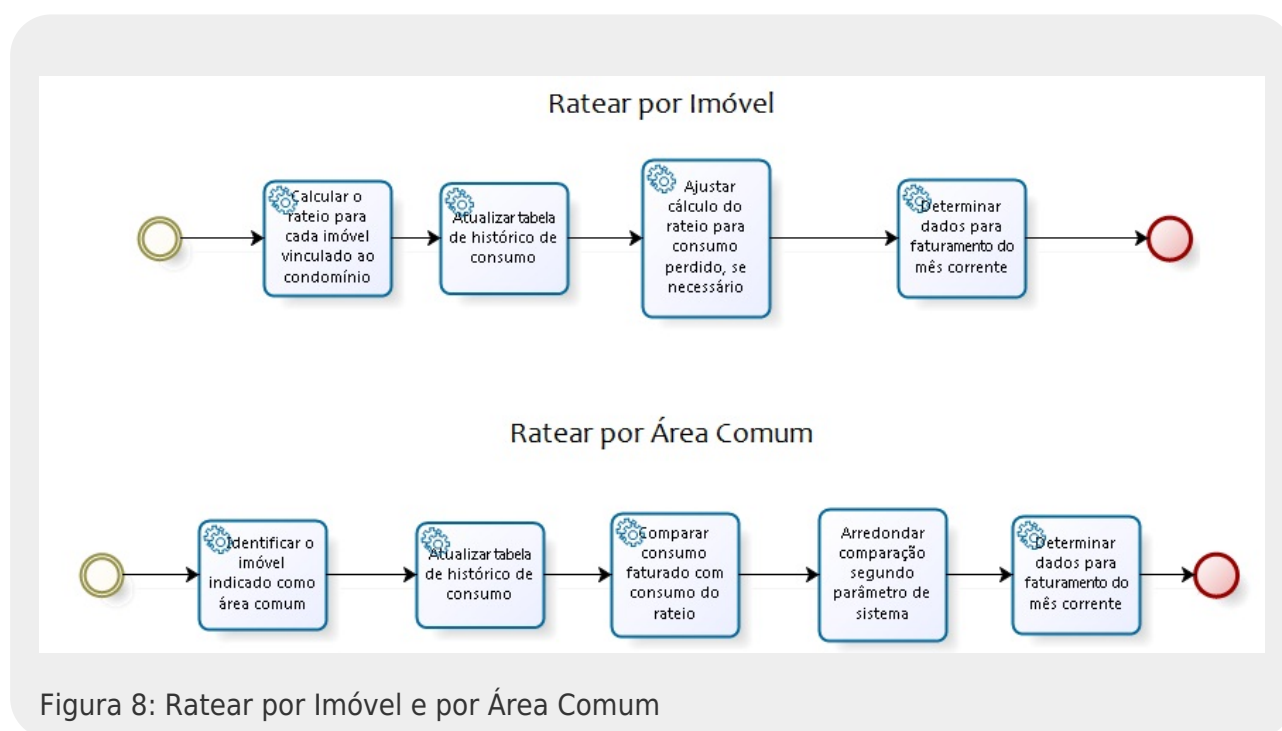 Ratear por Imóvel
Calcular o
rateio para
cada imóvel
vinculado ao
condomínio
Atualizar tabela
de histórico de
consumo
Ajustar
cálculo do
rateio para
consumo
perdido, se
necessário
Determinar
dados para
faturamento do
mês corrente
Ratear por Área Comum
Identificar o
imóvel
indicado como
área comum
Atualizar tabela
de histórico de
consumo
Comparar
consumo
faturado com
consumo do
rateio
Arredondar
comparação
segundo
parâmetro de
sistema
Determinar
dados para
faturamento do
mês corrente
Figura 8: Ratear por Imóvel e por Área Comum